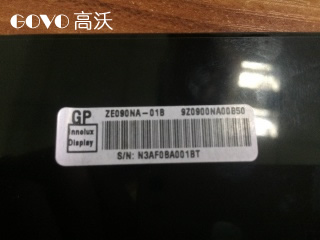 GOVO 高沃
GP ZE090NA-01B 9Z0900NA00B50
Innolux
Display
S/N: N3AF0BA001BT